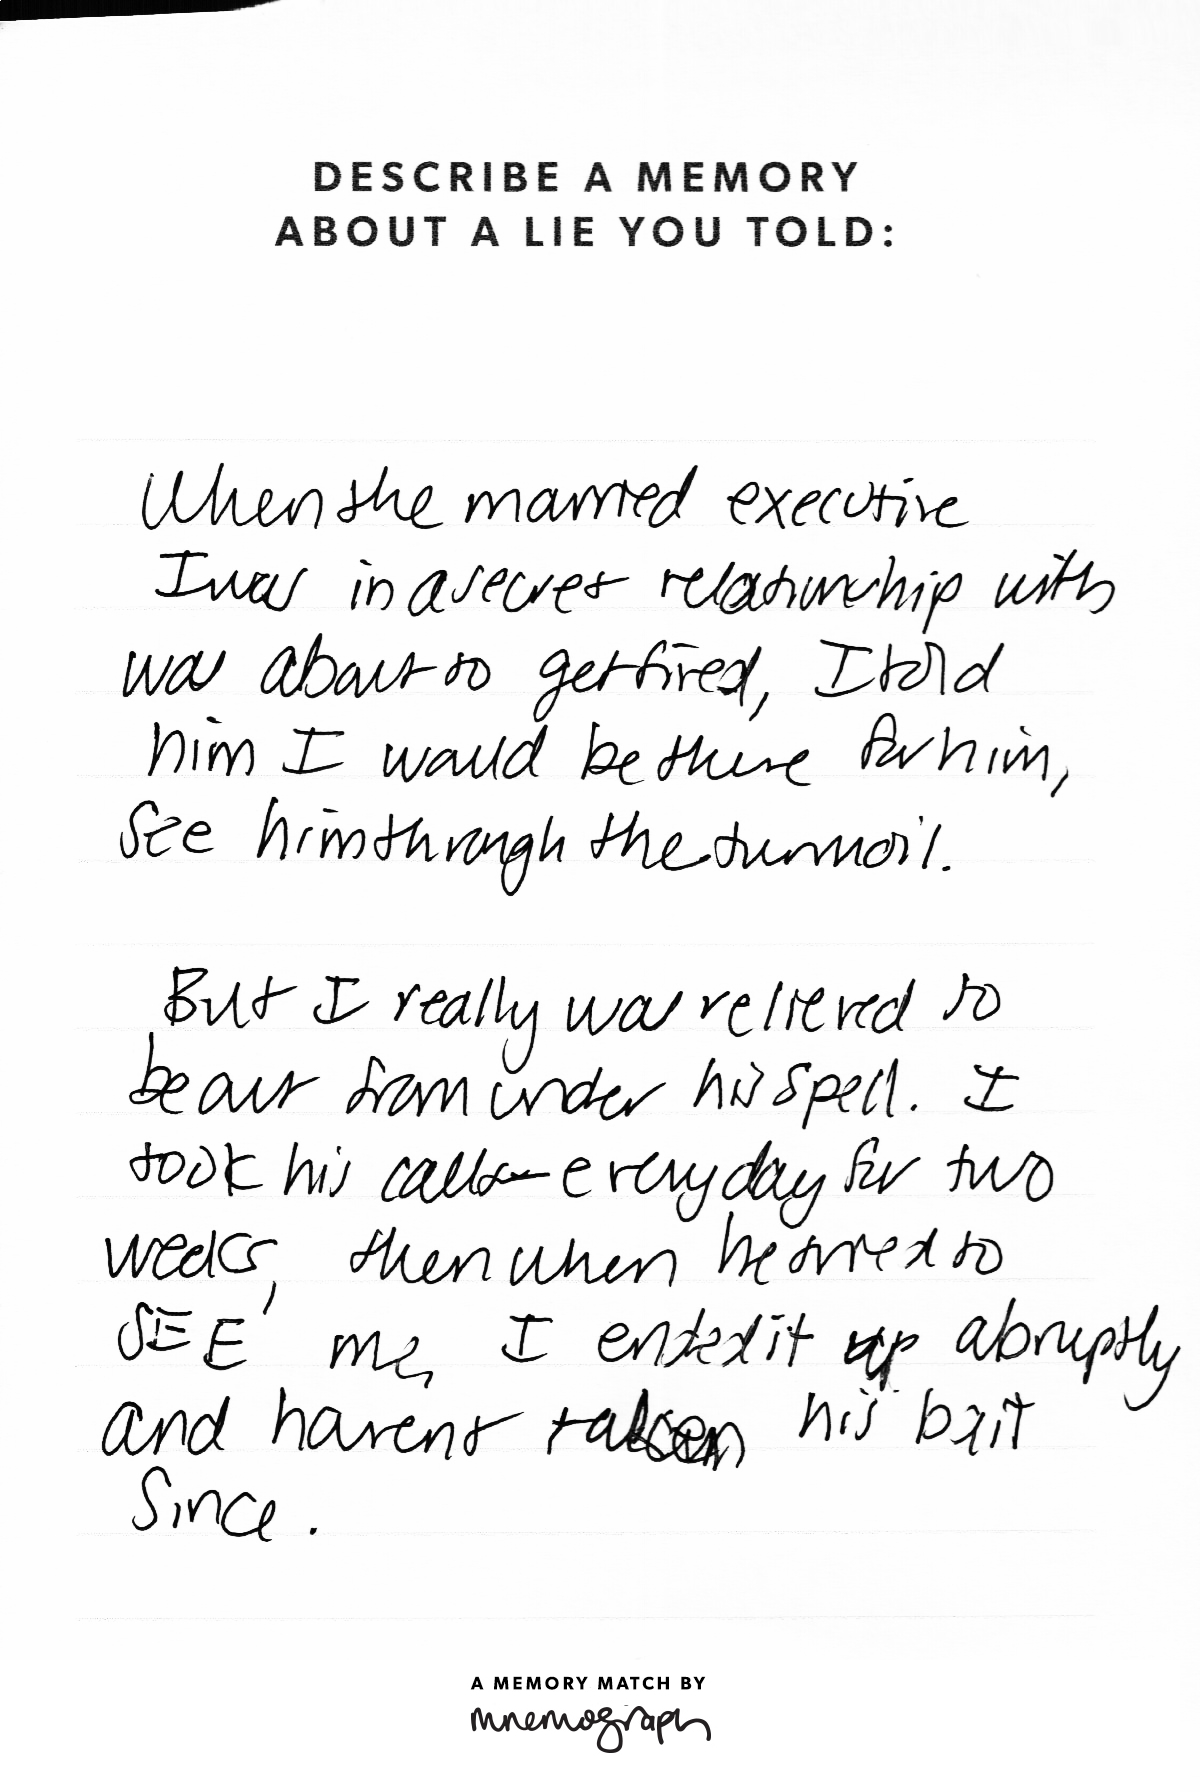 DESCRIBE A MEMORY
ABOUT A LIE YOU TOLD:
When the married executive
I was in a secret relationship with
was about to get fired, I told
him I would be there for him,
see him through the turmoil.
But I really was relieved to
be out from under his spell. I
took his calls everyday for two
weeks, then when he tried to
SEE me, I ended it up abruptly
and havent taken his bait
since.
A MEMORY MATCH BY
mnemograph